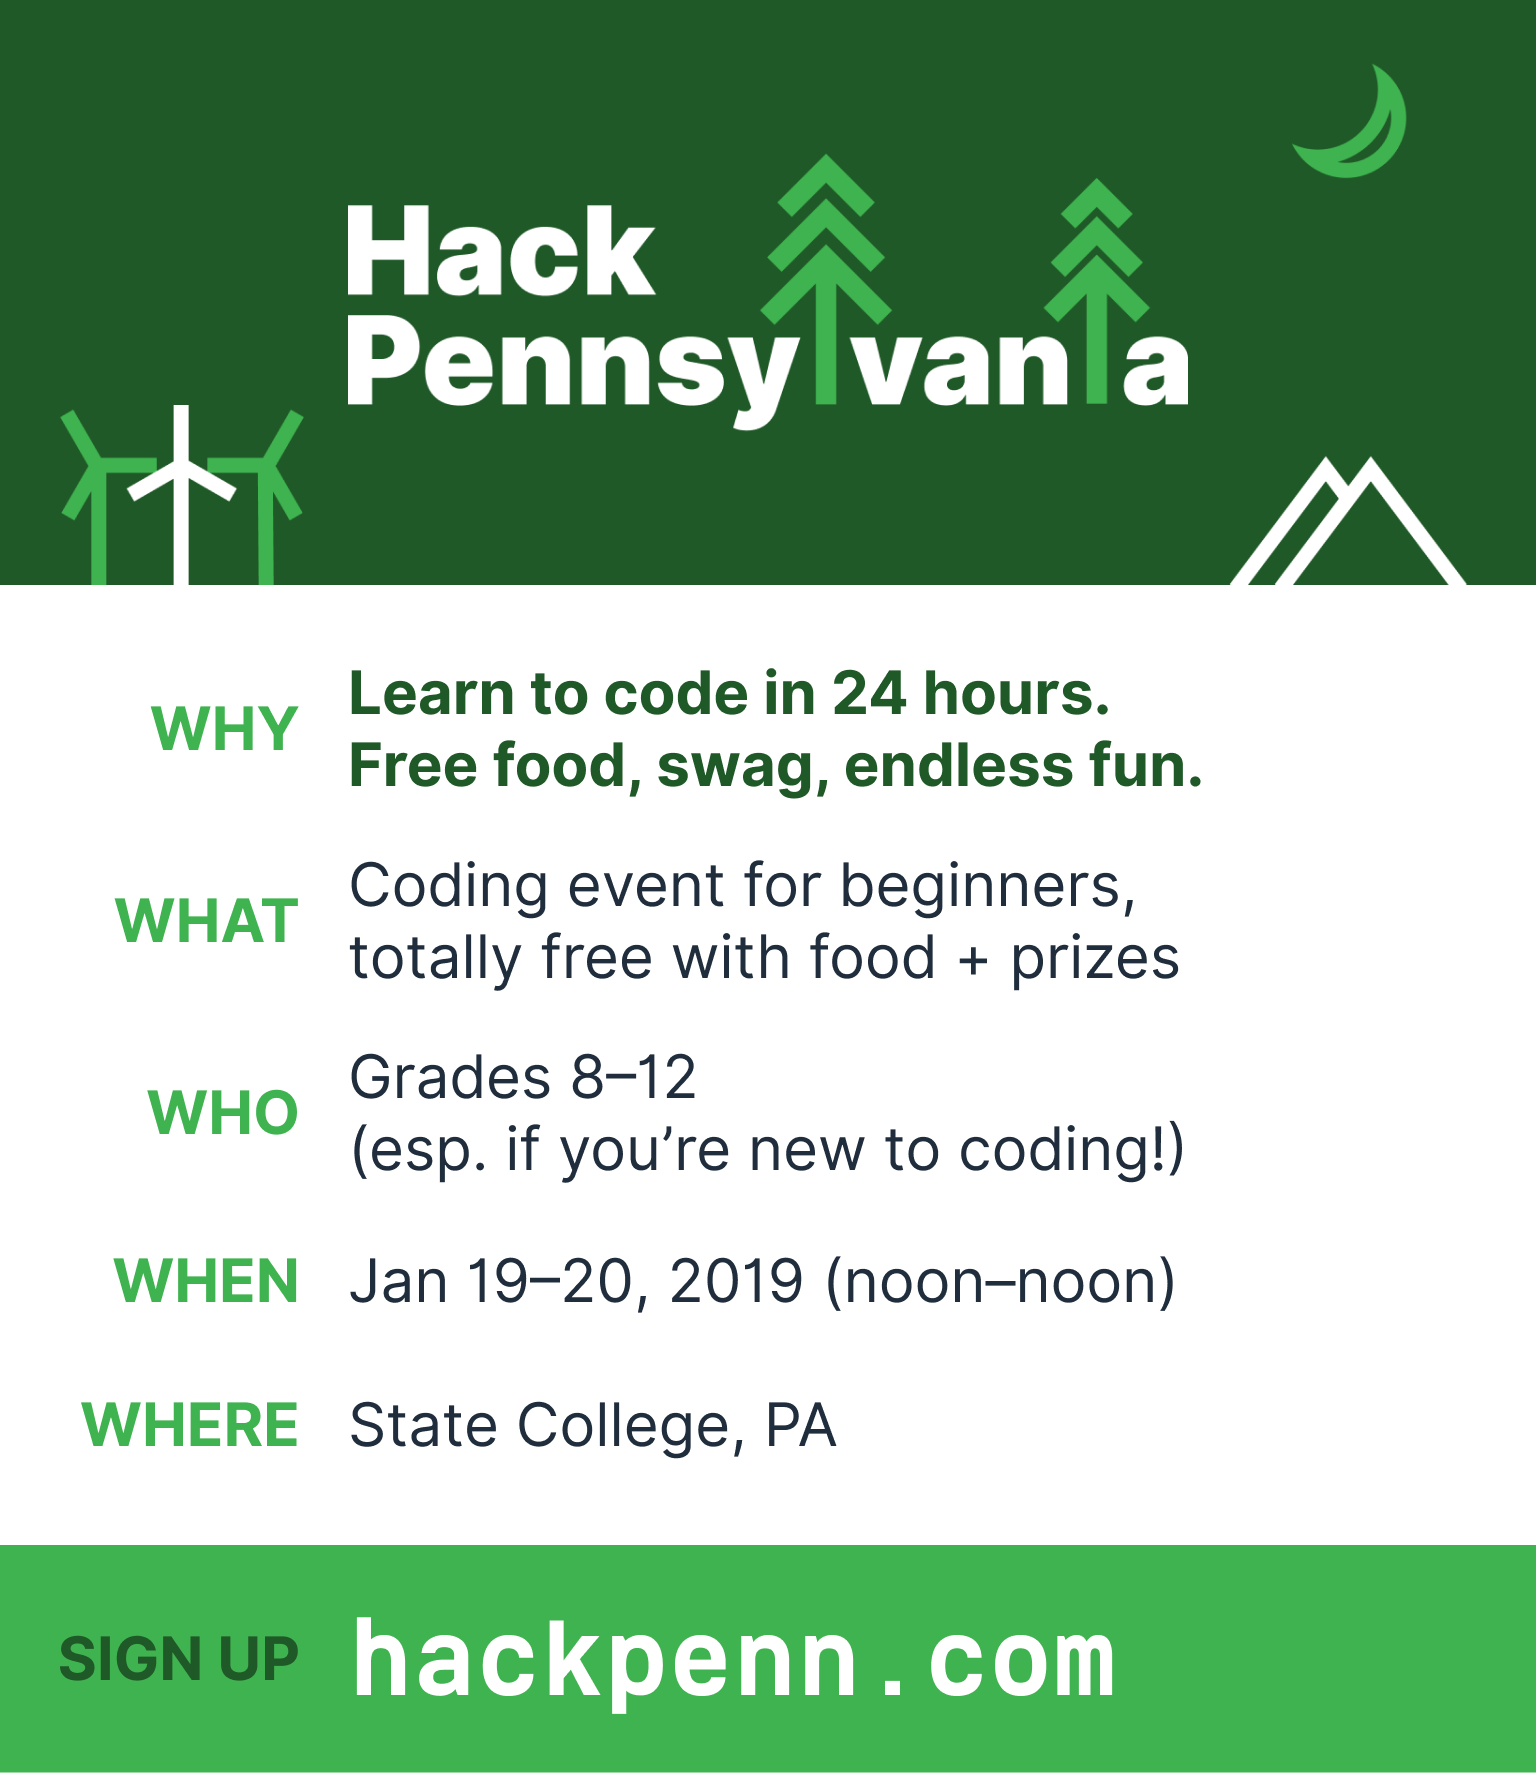 Hack
Pennsylvania
WHY
Learn to code in 24 hours.
Free food, swag, endless fun.
WHAT
Coding event for beginners,
totally free with food + prizes
WHO
Grades 8–12
(esp. if you’re new to coding!)
WHEN
Jan 19–20, 2019 (noon–noon)
WHERE
State College, PA
SIGN UP
hackpenn.com